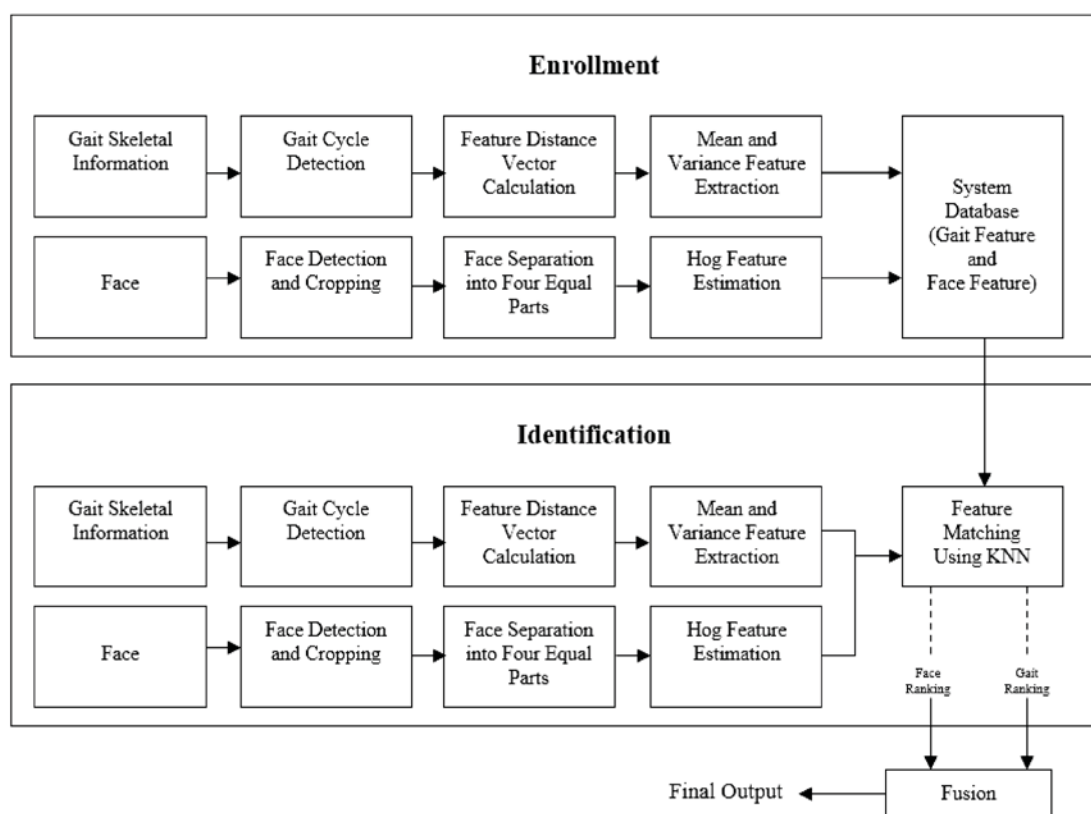 Enrollment
Gait Skeletal
Information
Gait Cycle
Detection
Feature Distance
Vector
Calculation
Mean and
Variance Feature
Extraction
System
Database
(Gait Feature
and
Face Feature)
Face
Face Detection
and Cropping
Face Separation
into Four Equal
Parts
Hog Feature
Estimation
Identification
Gait Skeletal
Information
Gait Cycle
Detection
Feature Distance
Vector
Calculation
Mean and
Variance Feature
Extraction
Feature
Matching
Using KNN
Face
Face Detection
and Cropping
Face Separation
into Four Equal
Parts
Hog Feature
Estimation
Face
Ranking
Gait
Ranking
Final Output
Fusion